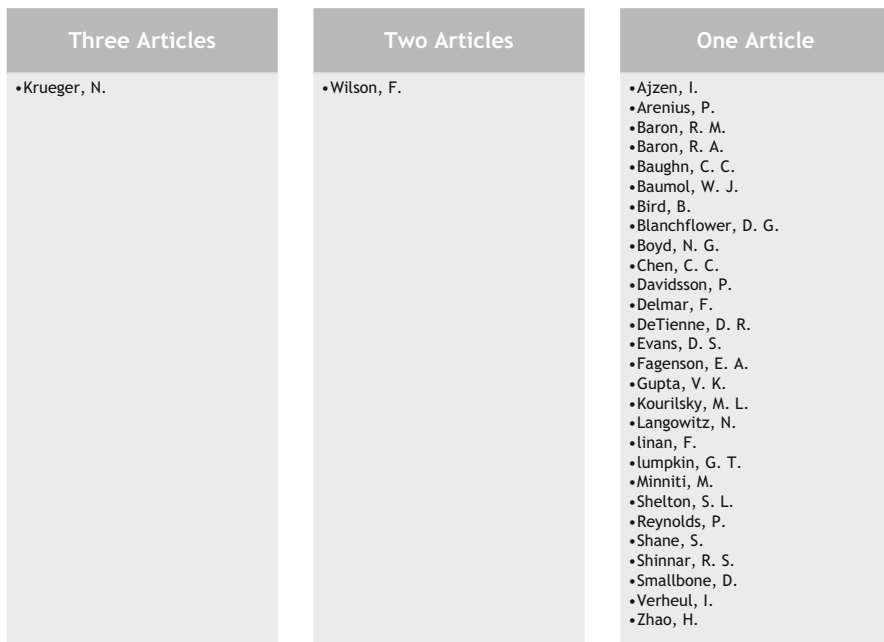 Three Articles
•Krueger, N.
Two Articles
•Wilson, F.
One Article
•Ajzen, I.
•Arenius, P.
•Baron, R. M.
•Baron, R. A.
•Baughn, C. C.
•Baumol, W. J.
•Bird, B.
•Blanchflower, D. G.
•Boyd, N. G.
•Chen, C. C.
•Davidsson, P.
•Delmar, F.
•DeTienne, D. R.
•Evans, D. S.
•Fagenson, E. A.
•Gupta, V. K.
•Kourilsky, M. L.
•Langowitz, N.
•linan, F.
•lumpkin, G. T.
•Minniti, M.
•Shelton, S. L.
•Reynolds, P.
•Shane, S.
•Shinnar, R. S.
•Smallbone, D.
•Verheul, I.
•Zhao, H.